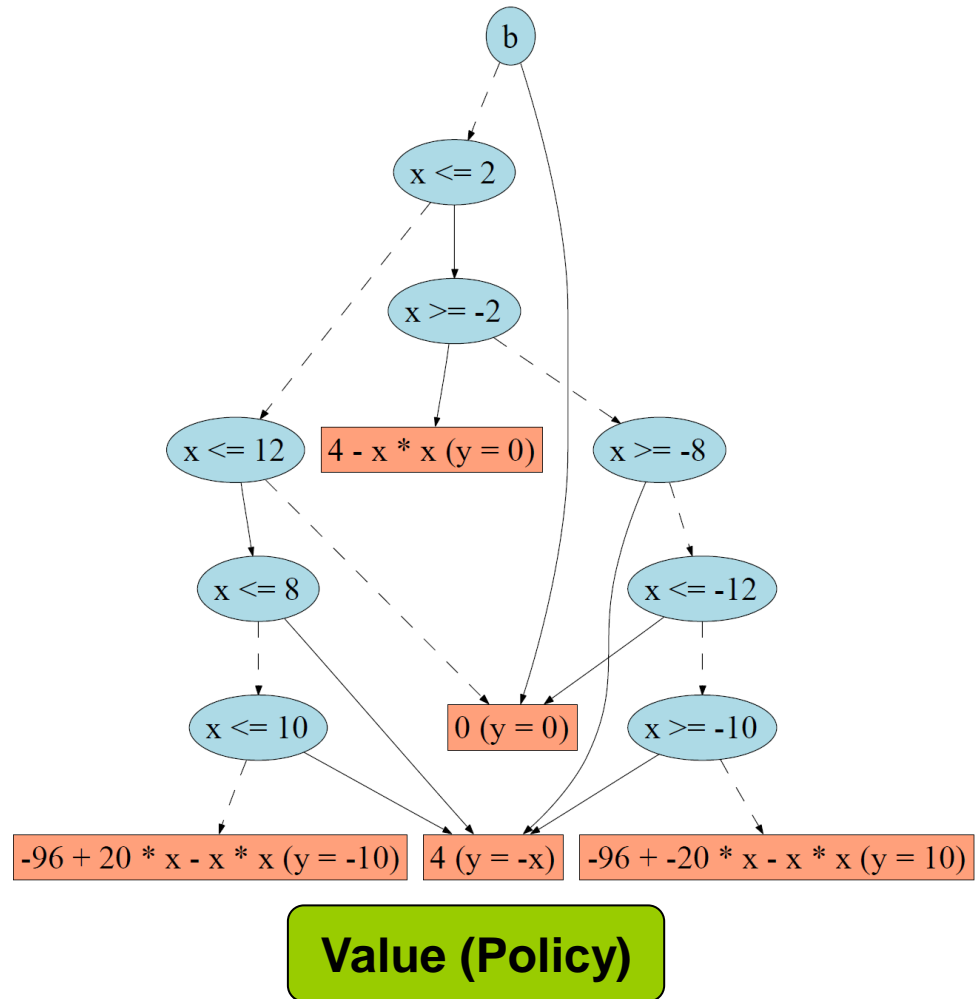 b
x <= 2
x >= -2
x <= 12
4 - x * x (y = 0)
x >= -8
x <= 8
x <= -12
x <= 10
0 (y = 0)
x >= -10
-96 + 20 * x - x * x (y = -10)
4 (y = -x)
-96 + -20 * x - x * x (y = 10)
Value (Policy)